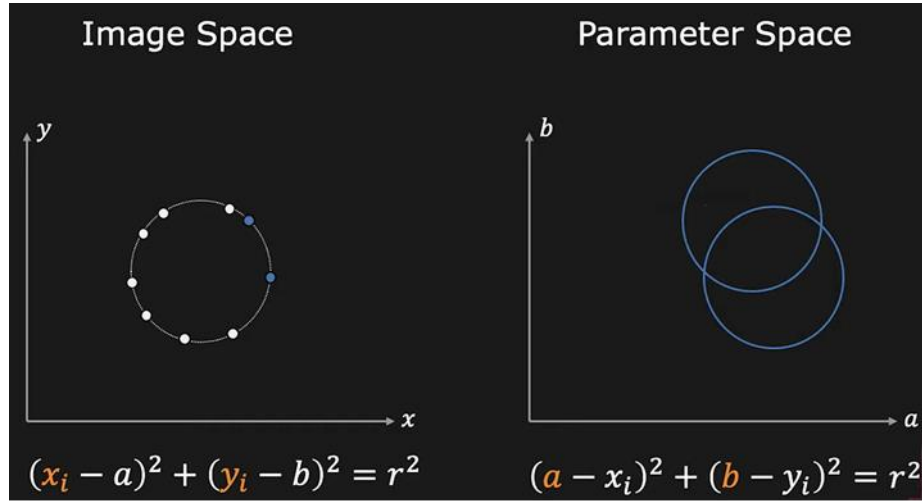 Image Space
Parameter Space
y
b
x
a
(xᵢ − a)² + (yᵢ − b)² = r²
(a − xᵢ)² + (b − yᵢ)² = r²